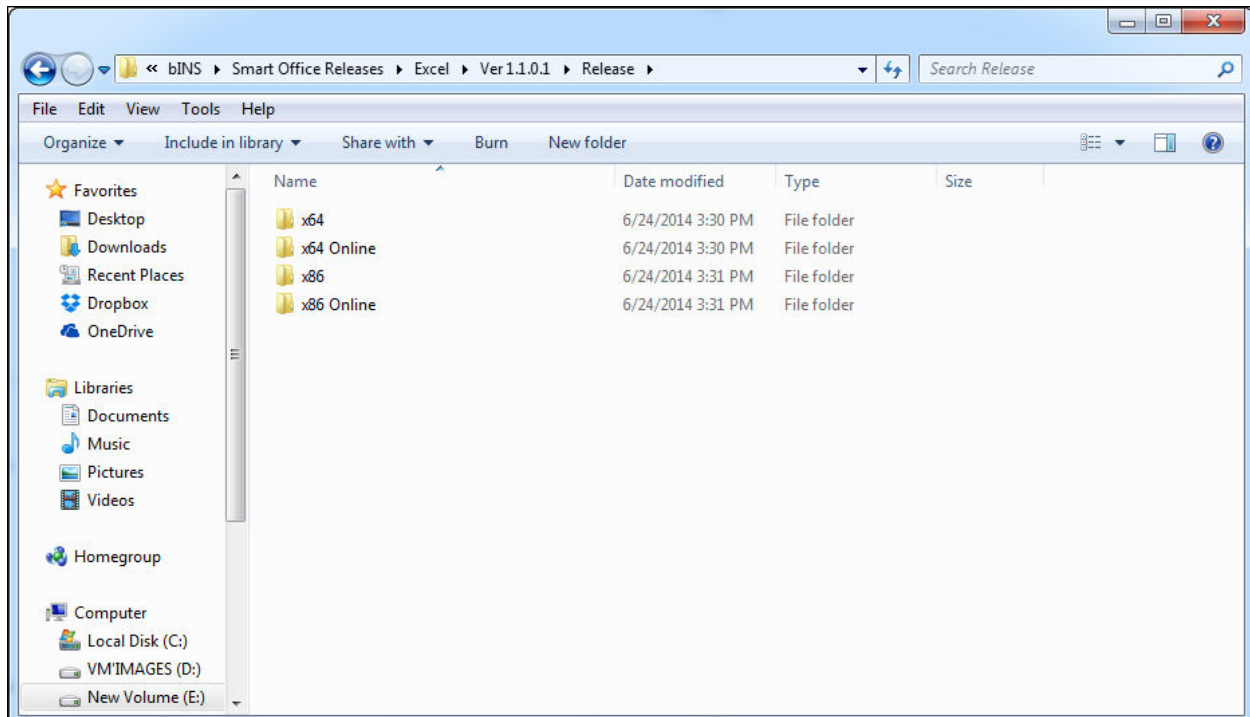 « bINS ▸ Smart Office Releases ▸ Excel ▸ Ver 1.1.0.1 ▸ Release ▸ Search Release
File Edit View Tools Help
Organize Include in library Share with Burn New folder
Name Date modified Type Size
Favorites
Desktop
Downloads
Recent Places
Dropbox
OneDrive
Libraries
Documents
Music
Pictures
Videos
Homegroup
Computer
Local Disk (C:)
VM'IMAGES (D:)
New Volume (E:)
x64 6/24/2014 3:30 PM File folder
x64 Online 6/24/2014 3:30 PM File folder
x86 6/24/2014 3:31 PM File folder
x86 Online 6/24/2014 3:31 PM File folder